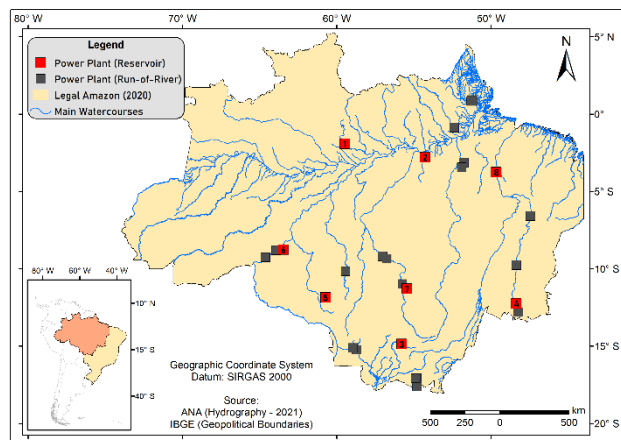 80° W
70° W
60° W
50° W
Legend
Power Plant (Reservoir)
Power Plant (Run-of-River)
Legal Amazon (2020)
Main Watercourses
N
5° N
0°
5° S
10° S
15° S
20° S
1
2
8
6
5
7
4
3
80° W 60° W 40° W
10° N
15° S
40° S
Geographic Coordinate System
Datum: SIRGAS 2000
Source:
ANA (Hydrography - 2021)
IBGE (Geopolitical Boundaries)
500 250 0 500 km